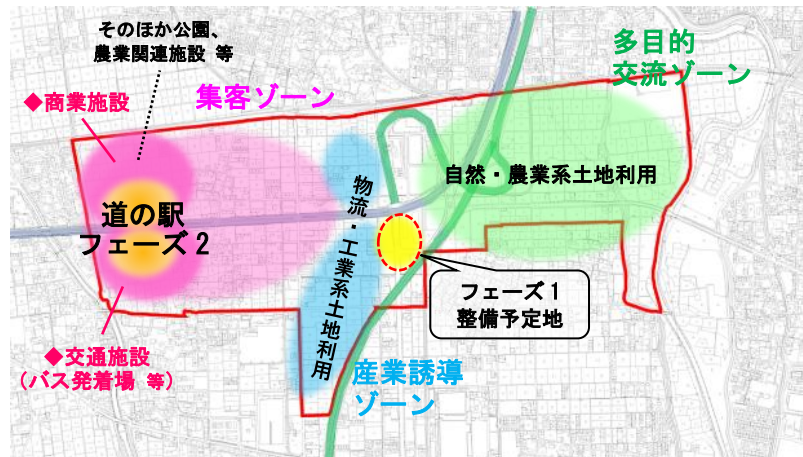 そのほか公園、
農業関連施設 等
◆商業施設
集客ゾーン
多目的
交流ゾーン
自然・農業系土地利用
道の駅
フェーズ2
物流・工業系土地利用
フェーズ1
整備予定地
◆交通施設
（バス発着場 等）
産業誘導
ゾーン